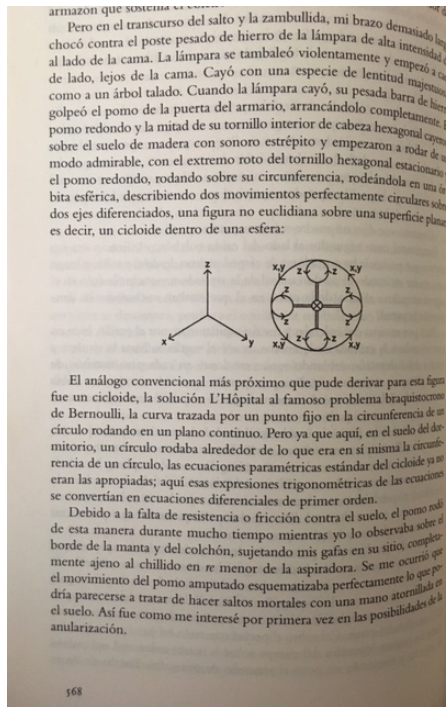 armazón que sostenía el
Pero en el transcurso del salto y la zambullida, mi brazo demasiado largo
chocó contra el poste pesado de hierro de la lámpara de alta intensidad
al lado de la cama. La lámpara se tambaleó violentamente y empezó a
de lado, lejos de la cama. Cayó con una especie de lentitud majestuosa
como a un árbol talado. Cuando la lámpara cayó, su pesada barra de hierro
golpeó el pomo de la puerta del armario, arrancándolo completamente.
pomo redondo y la mitad de su tornillo interior de cabeza hexagonal cayeron
sobre el suelo de madera con sonoro estrépito y empezaron a rodar de
modo admirable, con el extremo roto del tornillo hexagonal estacionario
el pomo redondo, rodando sobre su circunferencia, rodeándola en una ór-
bita esférica, describiendo dos movimientos perfectamente circulares sobre
dos ejes diferenciados, una figura no euclidiana sobre una superficie planar
es decir, un cicloide dentro de una esfera:
z
x y
x,y z z x,y
z z
z z
x,y z z x,y
El análogo convencional más próximo que pude derivar para esta figura
fue un cicloide, la solución L'Hôpital al famoso problema braquistocrono
de Bernoulli, la curva trazada por un punto fijo en la circunferencia de un
círculo rodando en un plano continuo. Pero ya que aquí, en el suelo del dor-
mitorio, un círculo rodaba alrededor de lo que era en sí misma la circunfe-
rencia de un círculo, las ecuaciones paramétricas estándar del cicloide ya no
eran las apropiadas; aquí esas expresiones trigonométricas de las ecuaciones
se convertían en ecuaciones diferenciales de primer orden.
Debido a la falta de resistencia o fricción contra el suelo, el pomo rodó
de esta manera durante mucho tiempo mientras yo lo observaba sobre el
borde de la manta y del colchón, sujetando mis gafas en su sitio, completa-
mente ajeno al chillido en re menor de la aspiradora. Se me ocurrió que
el movimiento del pomo amputado esquematizaba perfectamente lo que po-
dría parecerse a tratar de hacer saltos mortales con una mano atornillada en
el suelo. Así fue como me interesé por primera vez en las posibilidades de la
anularización.
568